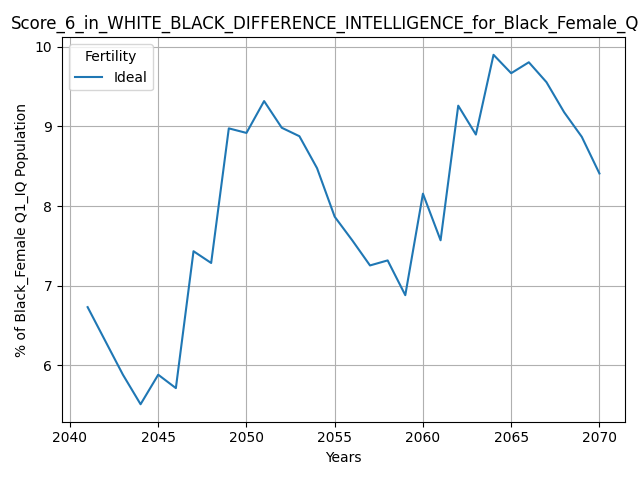 Score_6_in_WHITE_BLACK_DIFFERENCE_INTELLIGENCE_for_Black_Female_Q
Fertility
Ideal
% of Black_Female Q1_IQ Population
10
9
8
7
6
2040 2045 2050 2055 2060 2065 2070
Years